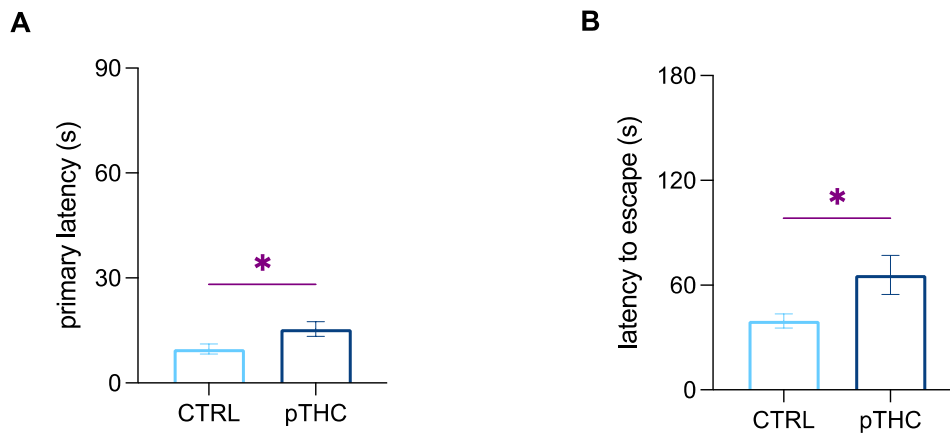 A
primary latency (s)
90
60
30
0
*
CTRL pTHC
B
latency to escape (s)
180
120
60
0
*
CTRL pTHC